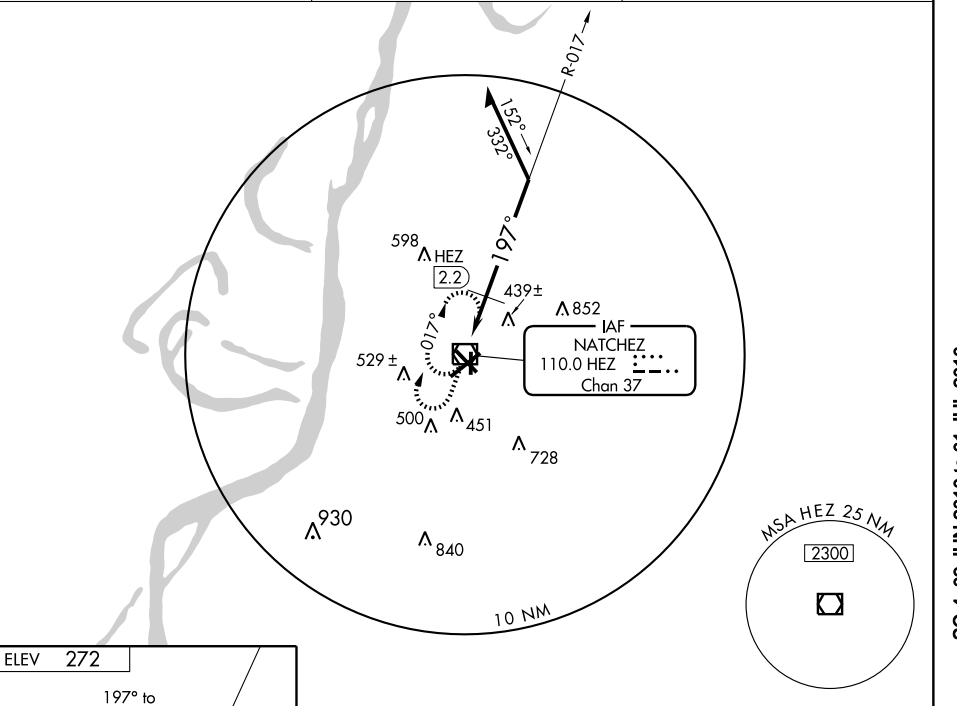 R-017
152°
332°
197°
598
HEZ
2.2
439±
852
IAF
NATCHEZ
110.0 HEZ
Chan 37
017°
529 ±
500
451
728
930
840
10 NM
MSA HEZ 25 NM
2300
ELEV 272
197° to